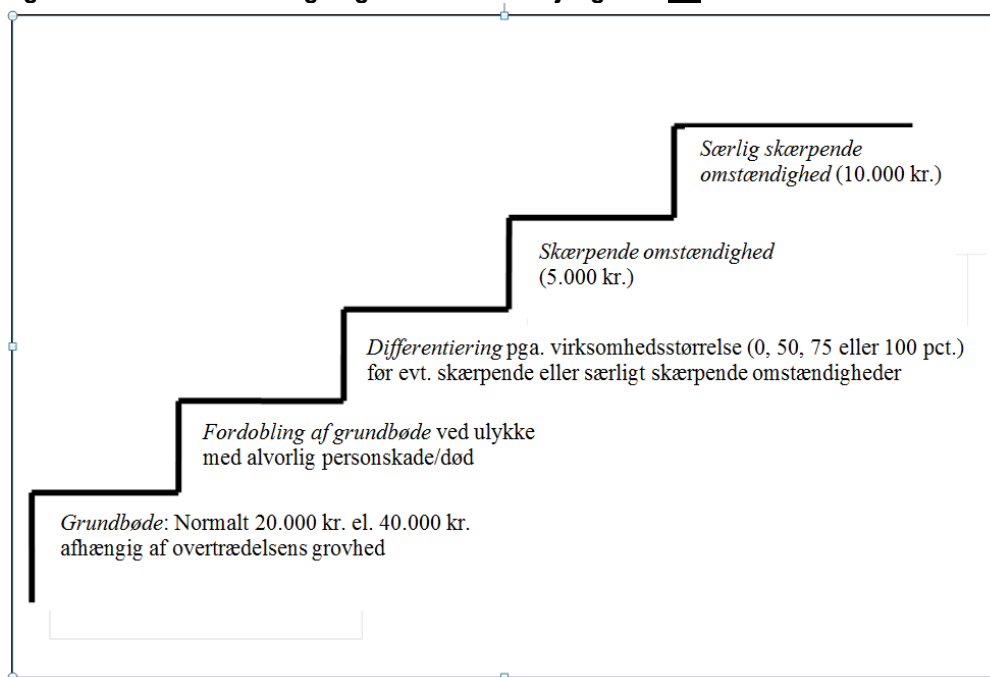 Særlig skærpende
omstændighed (10.000 kr.)
Skærpende omstændighed
(5.000 kr.)
Differentiering pga. virksomhedsstørrelse (0, 50, 75 eller 100 pct.)
før evt. skærpende eller særligt skærpende omstændigheder
Fordobling af grundbøde ved ulykke
med alvorlig personskade/død
Grundbøde: Normalt 20.000 kr. el. 40.000 kr.
afhængig af overtrædelsens grovhed